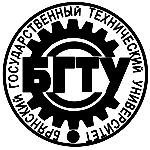 БРЯНСКИЙ ГОСУДАРСТВЕННЫЙ ТЕХНИЧЕСКИЙ УНИВЕРСИТЕТ
БГТУ